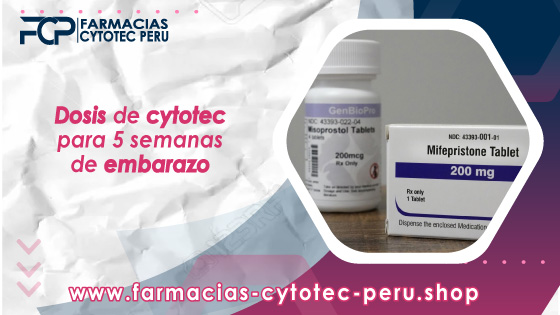 FCP
FARMACIAS
CYTOTEC PERU
Dosis de cytotec
para 5 semanas
de embarazo
GenBioPro
NDC 43393-022-04
Misoprostol Tablets
200mcg
Rx Only
NDC: 43393-001-01
Mifepristone Tablet
200 mg
Rx only
1 Tablet
Dispense the enclosed Medication
www.farmacias-cytotec-peru.shop